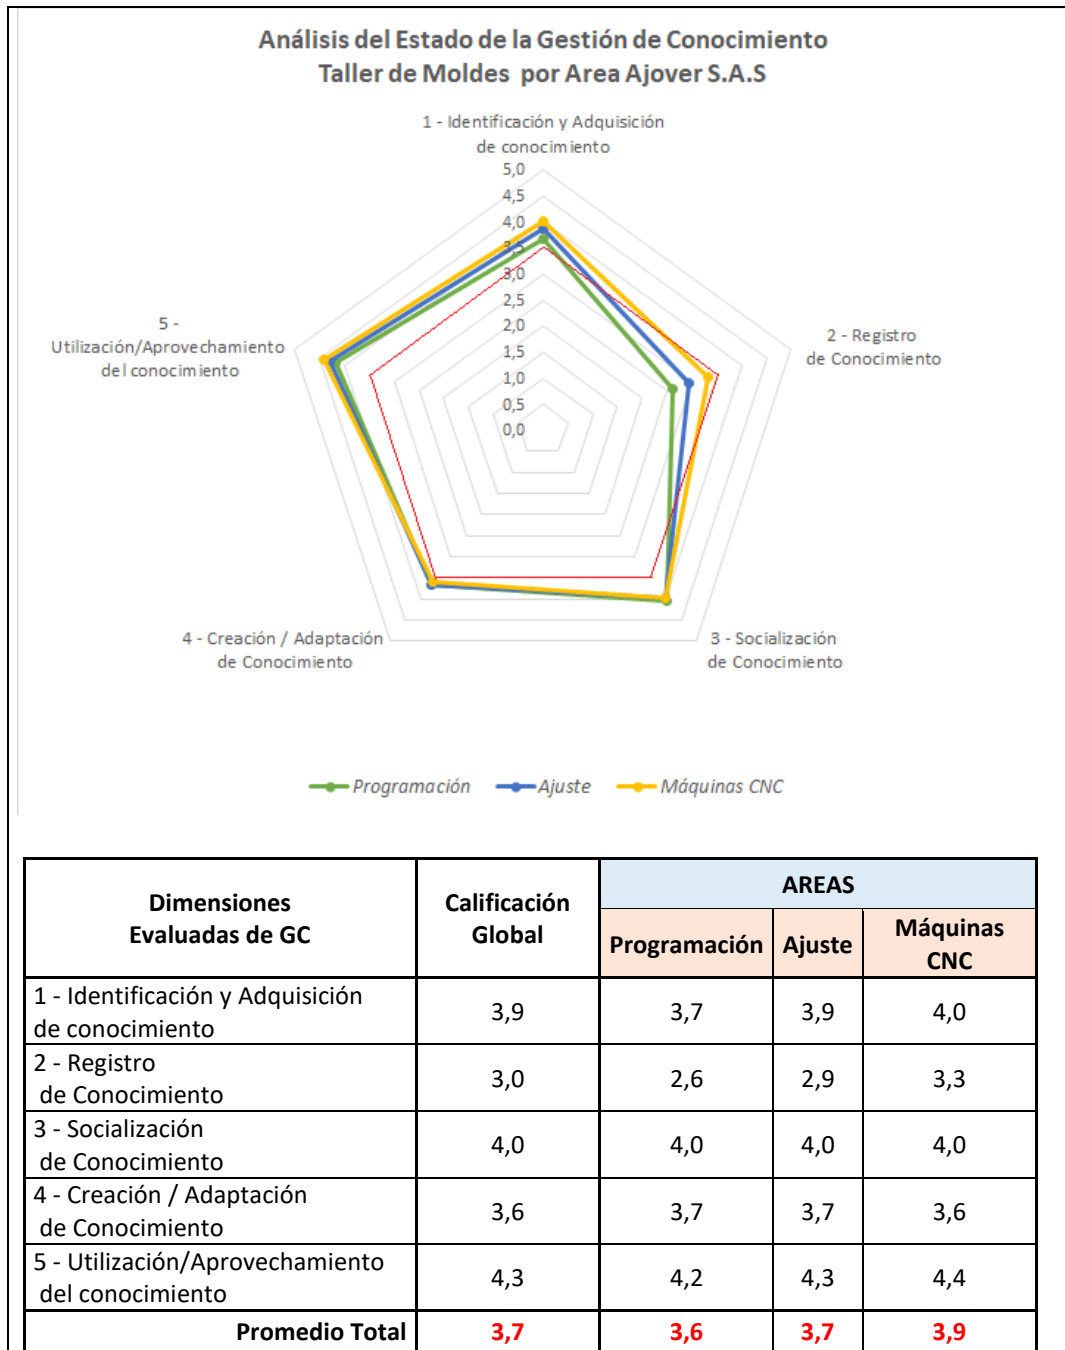 Análisis del Estado de la Gestión de Conocimiento
Taller de Moldes por Area Ajover S.A.S
1 - Identificación y Adquisición
de conocimiento
5,0
4,5
4,0
3,5
3,0
2,5
2,0
1,5
1,0
0,5
0,0
2 - Registro
de Conocimiento
3 - Socialización
de Conocimiento
4 - Creación / Adaptación
de Conocimiento
5 -
Utilización/Aprovechamiento
del conocimiento
Programación Ajuste Máquinas CNC
Dimensiones
Evaluadas de GC
Calificación
Global
AREAS
Programación Ajuste Máquinas
CNC
1 - Identificación y Adquisición
de conocimiento
3,9 3,7 3,9 4,0
2 - Registro
de Conocimiento
3,0 2,6 2,9 3,3
3 - Socialización
de Conocimiento
4,0 4,0 4,0 4,0
4 - Creación / Adaptación
de Conocimiento
3,6 3,7 3,7 3,6
5 - Utilización/Aprovechamiento
del conocimiento
4,3 4,2 4,3 4,4
Promedio Total 3,7 3,6 3,7 3,9